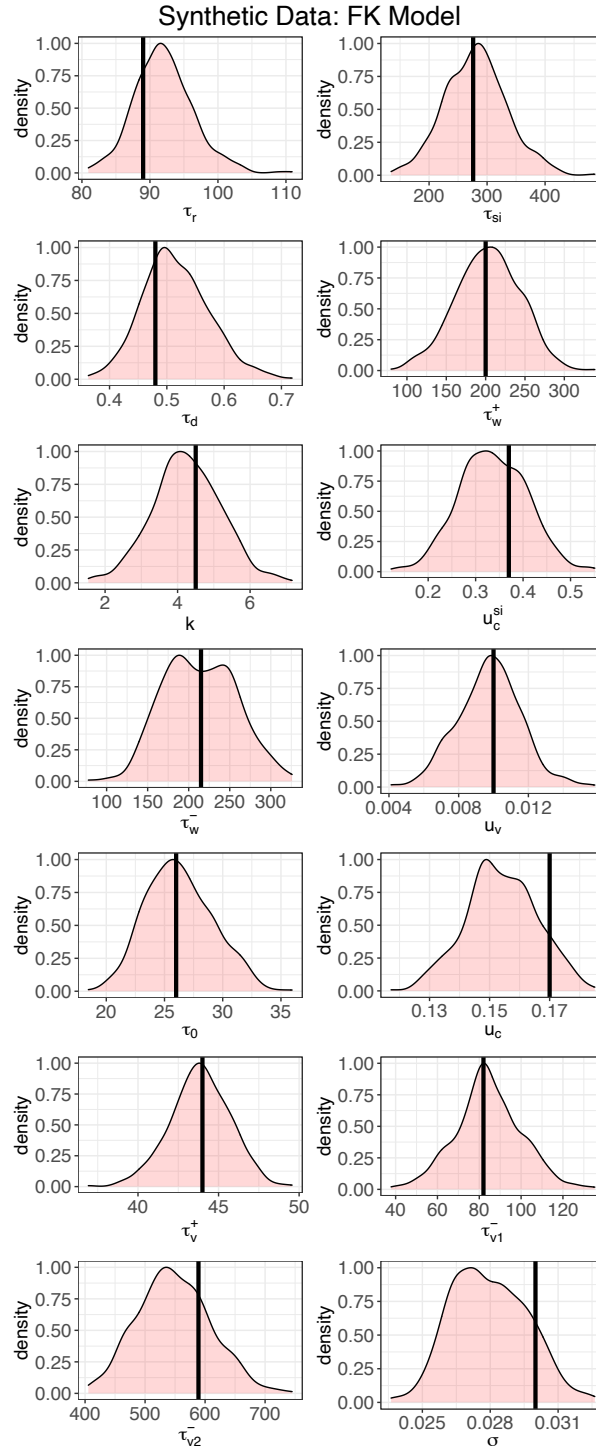 Synthetic Data: FK Model
density
1.00
0.75
0.50
0.25
0.00
80 90 100 110
τr
density
1.00
0.75
0.50
0.25
0.00
200 300 400
τsi
density
1.00
0.75
0.50
0.25
0.00
0.4 0.5 0.6 0.7
τd
density
1.00
0.75
0.50
0.25
0.00
100 150 200 250 300
τw+
density
1.00
0.75
0.50
0.25
0.00
2 4 6
k
density
1.00
0.75
0.50
0.25
0.00
0.2 0.3 0.4 0.5
ucsi
density
1.00
0.75
0.50
0.25
0.00
100 150 200 250 300
τw−
density
1.00
0.75
0.50
0.25
0.00
0.004 0.008 0.012
uv
density
1.00
0.75
0.50
0.25
0.00
20 25 30 35
τ0
density
1.00
0.75
0.50
0.25
0.00
0.13 0.15 0.17
uc
density
1.00
0.75
0.50
0.25
0.00
40 45 50
τv+
density
1.00
0.75
0.50
0.25
0.00
40 60 80 100 120
τv1−
density
1.00
0.75
0.50
0.25
0.00
400 500 600 700
τv2−
density
1.00
0.75
0.50
0.25
0.00
0.025 0.028 0.031
σ